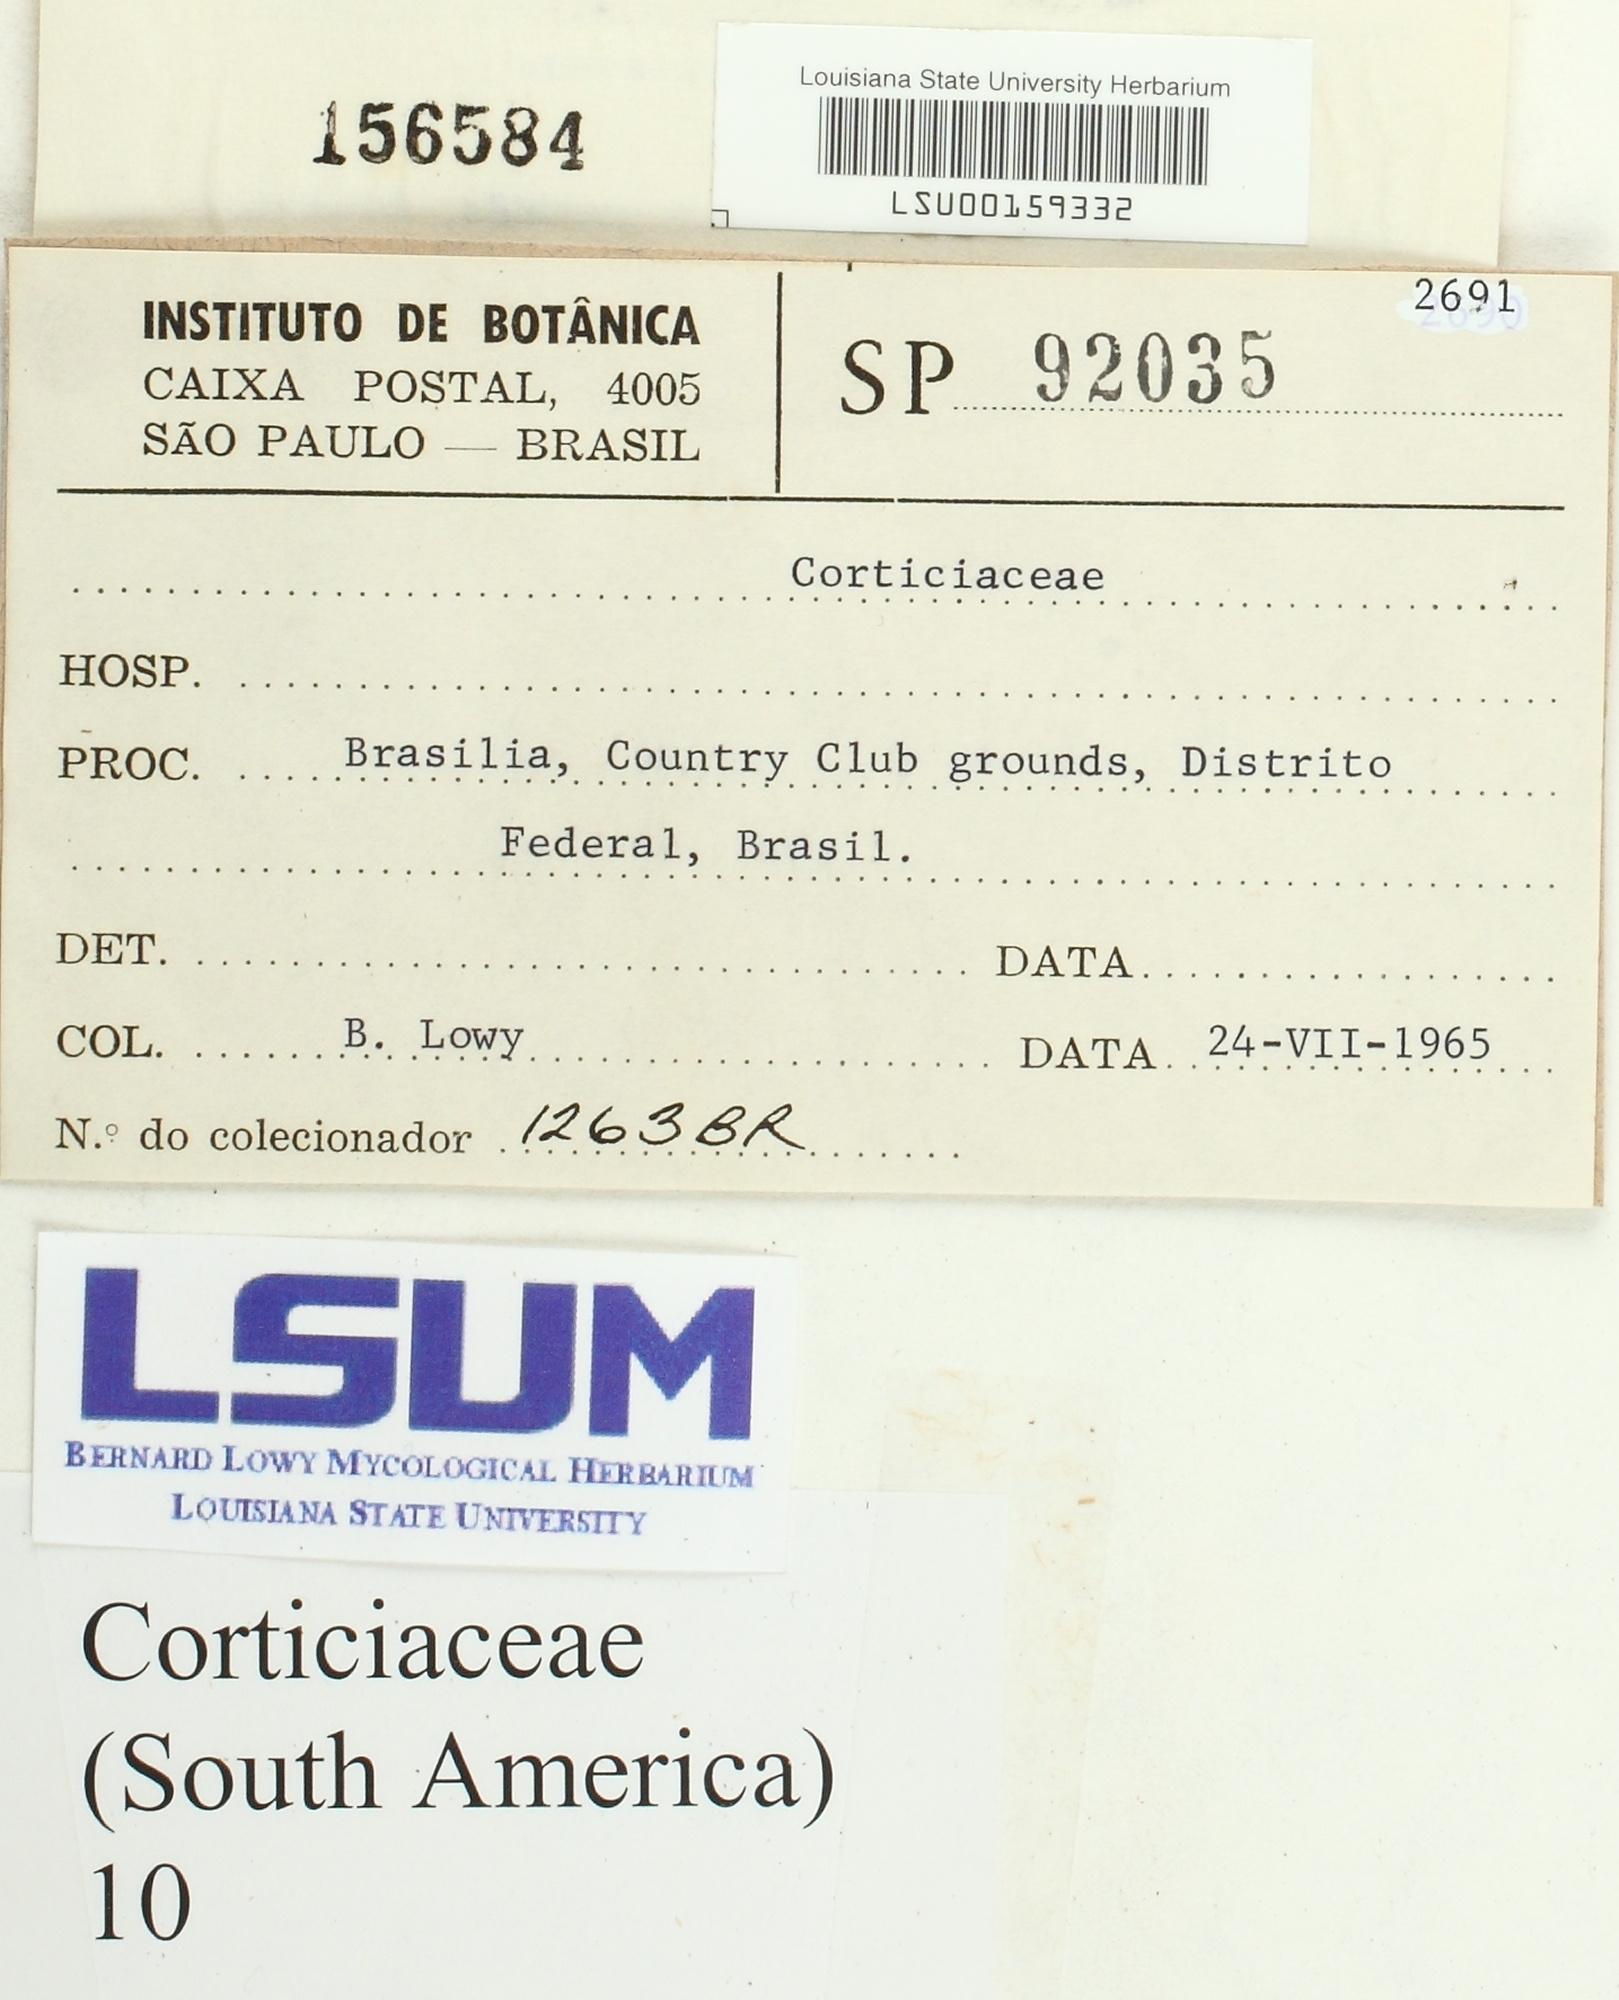 156584
Louisiana State University Herbarium
LSU00159332
INSTITUTO DE BOTÂNICA
CAIXA POSTAL, 4005
SÃO PAULO — BRASIL
2691
SP 92035
Corticiaceae
HOSP.
PROC. Brasilia, Country Club grounds, Distrito
Federal, Brasil.
DET. DATA
COL. B. Lowy DATA 24-VII-1965
N.º do colecionador 1263BR
LSUM
BERNARD LOWY MYCOLOGICAL HERBARIUM
LOUISIANA STATE UNIVERSITY
Corticiaceae
(South America)
10